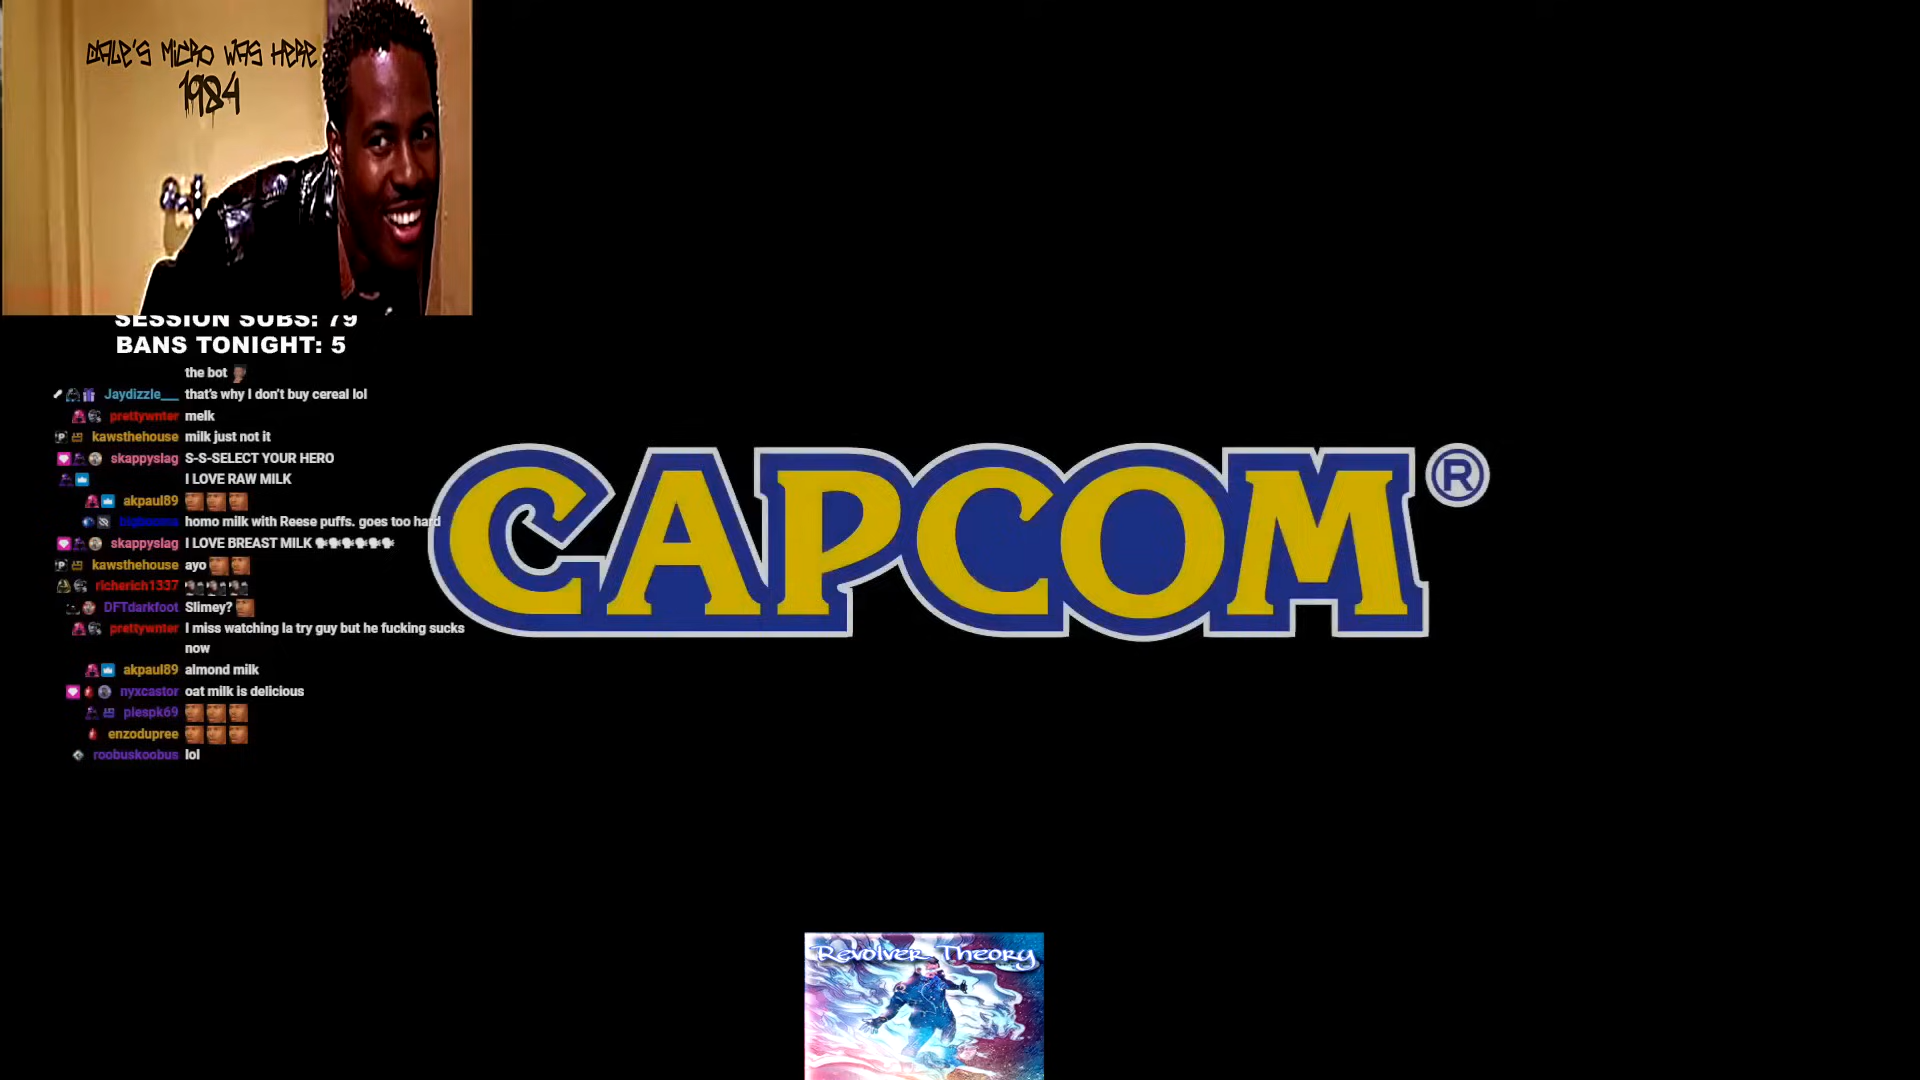 DALE'S MICRO WAS HERE
1984
SESSION SUBS: 79
BANS TONIGHT: 5
the bot
Jaydizzle___ that's why I don't buy cereal lol
prettywnter melk
kawsthehouse milk just not it
skappyslag S-S-SELECT YOUR HERO
I LOVE RAW MILK
akpaul89
homo milk with Reese puffs. goes too hard
skappyslag I LOVE BREAST MILK
kawsthehouse ayo
richerich1337
DFTdarkfoot Slimey?
prettywnter I miss watching la try guy but he fucking sucks
now
akpaul89 almond milk
nyxcastor oat milk is delicious
plespk69
enzodupree
roobuskoobus lol
CAPCOM®
Revolver Theory